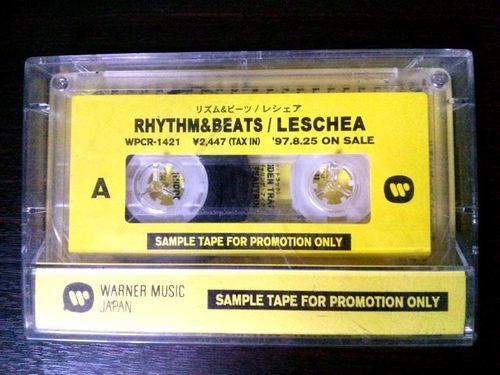 リズム&ビーツ / レシェア
RHYTHM&BEATS / LESCHEA
WPCR-1421 ¥2,447 (TAX IN) '97.8.25 ON SALE
A
SAMPLE TAPE FOR PROMOTION ONLY
WARNER MUSIC
JAPAN
SAMPLE TAPE FOR PROMOTION ONLY